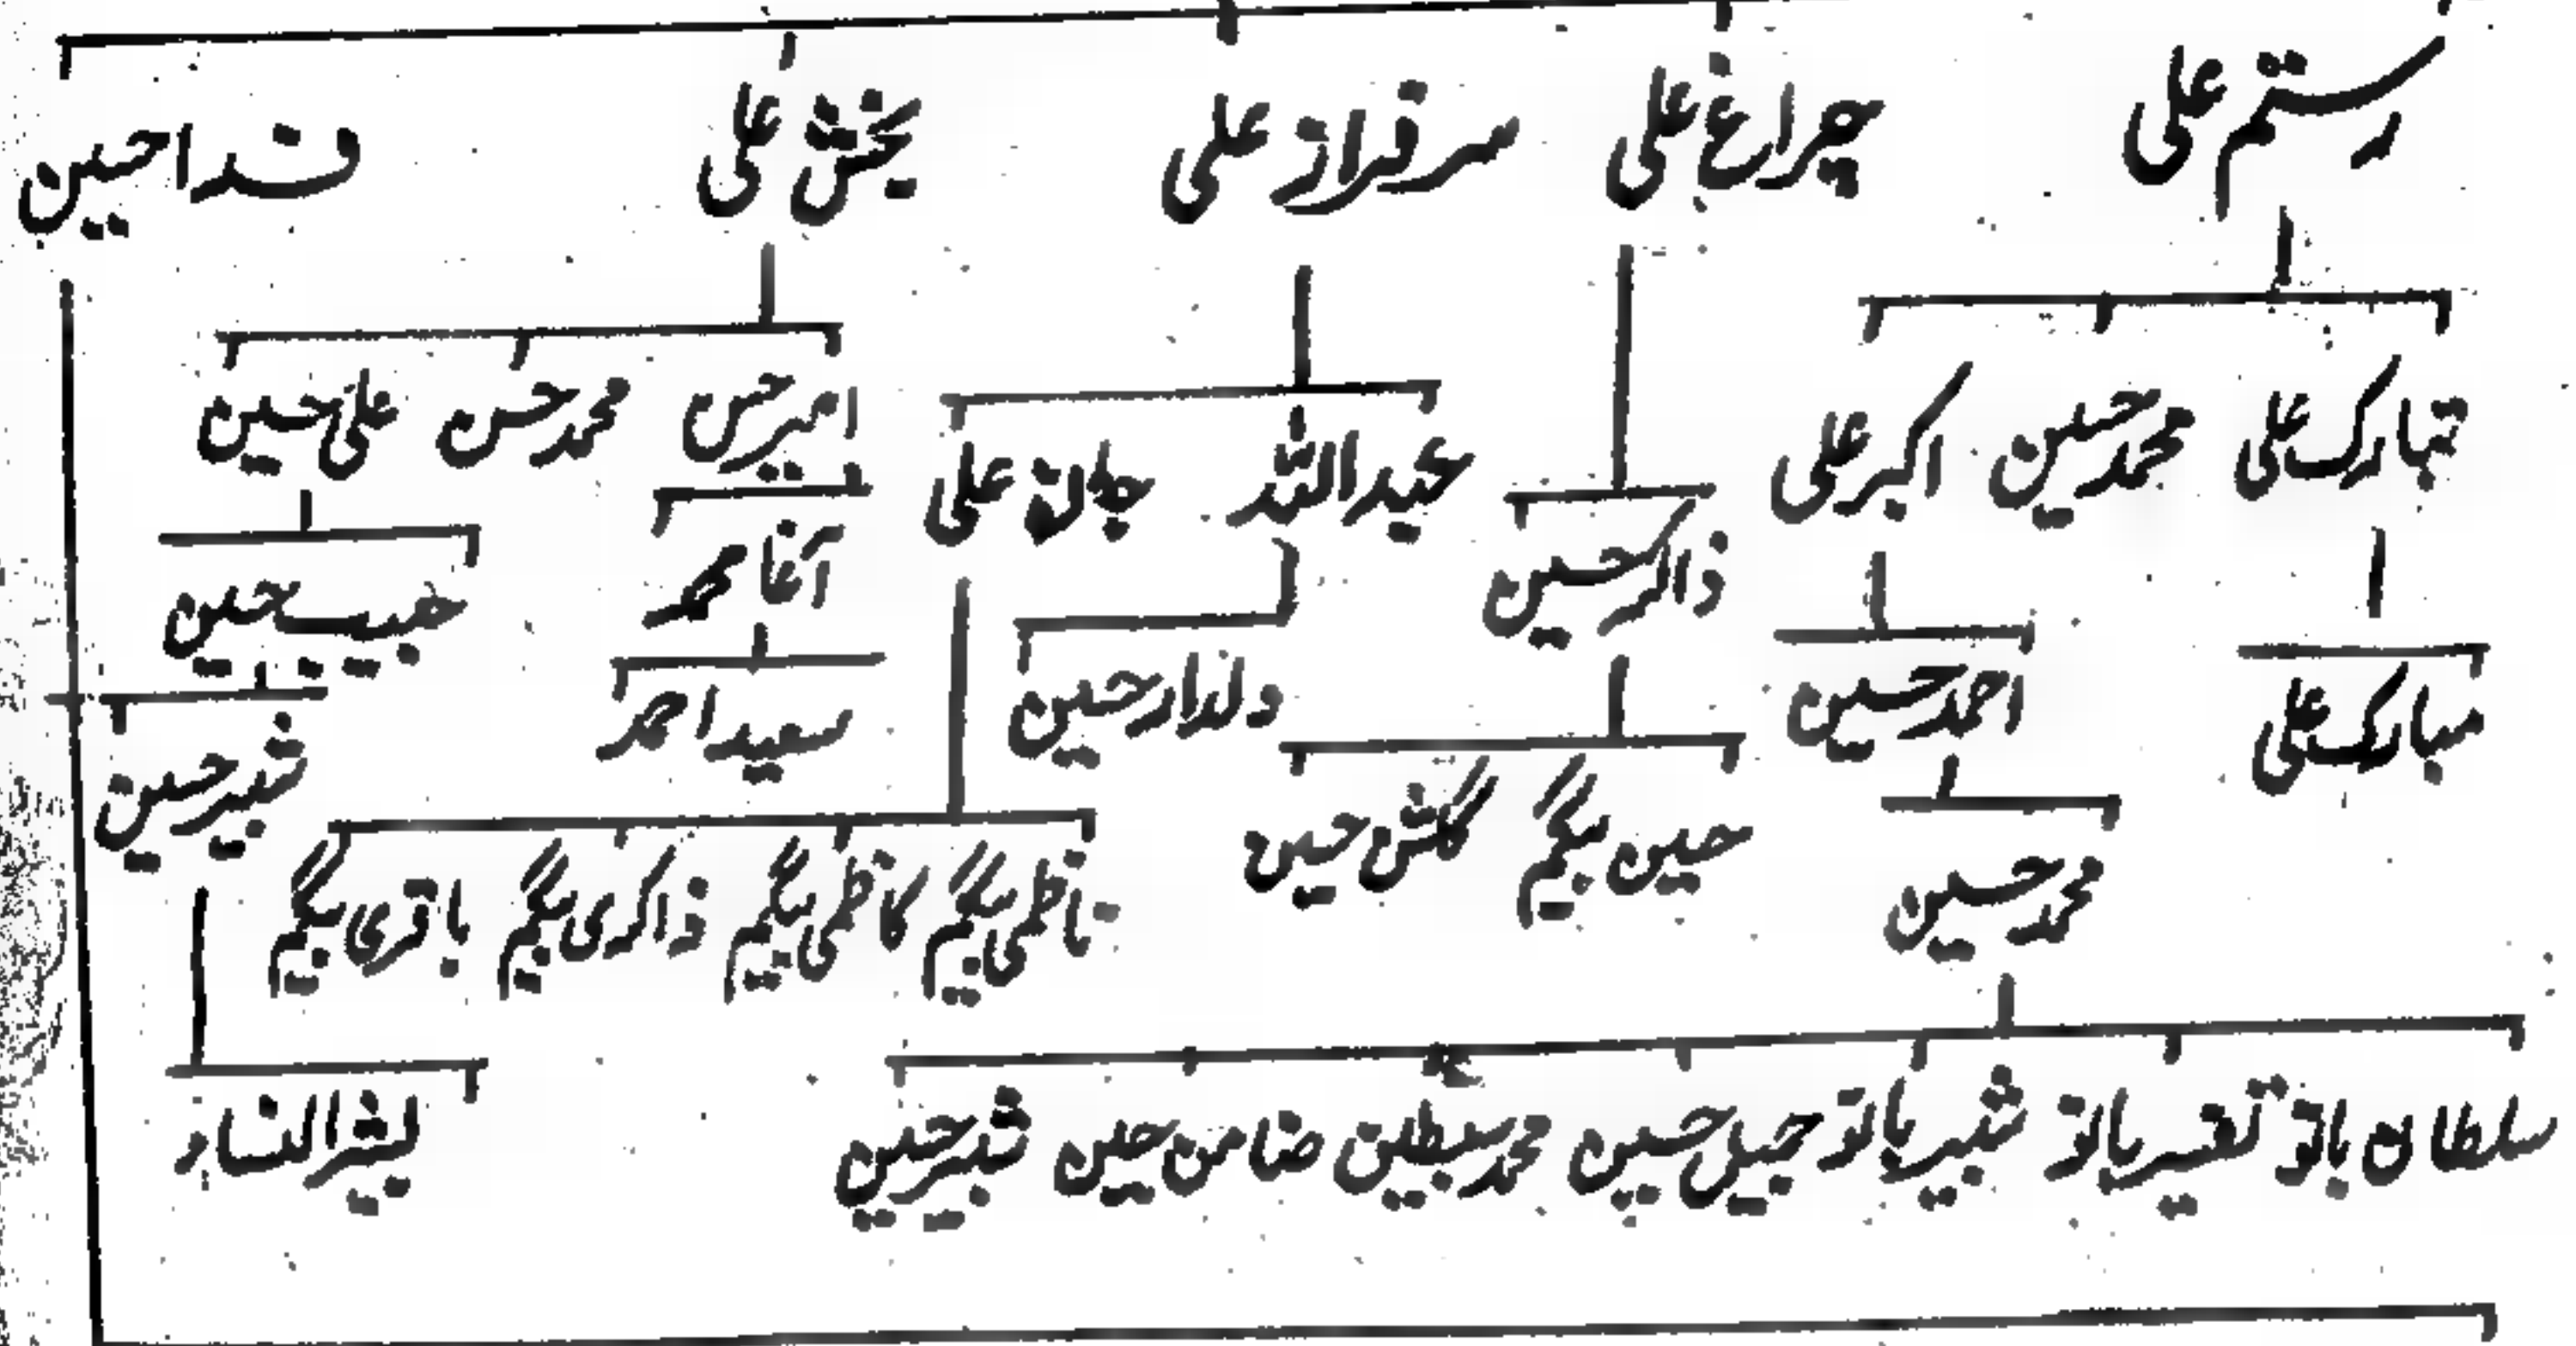 رستم علی چراغ علی سرفراز علی بخش علی فدا حسین
تبارک علی محمد حسین اکبر علی عبداللہ جان علی امیر حسن محمد حسن علی حسین
ذاکر حسین آغا محمد حبیب حسین
مبارک علی احمد حسین دلدار حسین سعید احمد شبیر حسین
محمد حسین حسین بیگم گلشن حسین
ناظمی بیگم کاظمی بیگم ذاکری بیگم باقری بیگم
سلطان بانو بانو شبیر بانو جمیل حسین محمد سبطین ضامن حسین شبیر حسین بشیر النساء